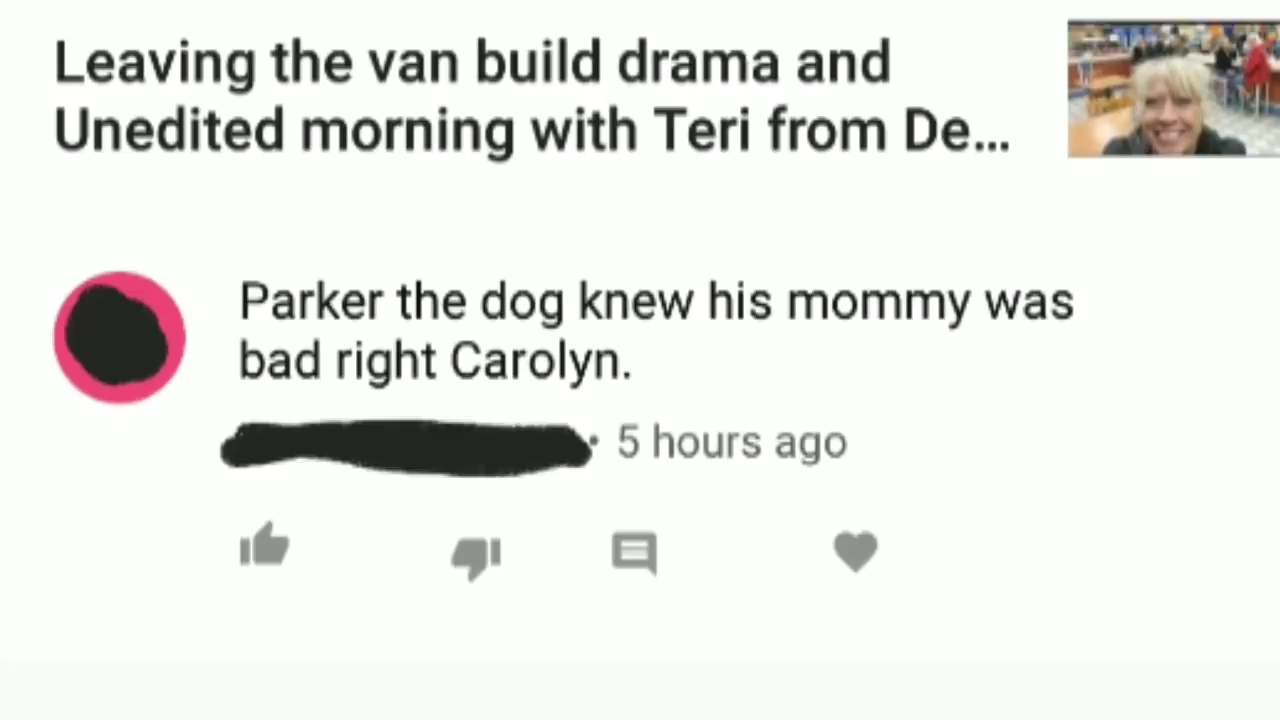 Leaving the van build drama and
Unedited morning with Teri from De...
Parker the dog knew his mommy was
bad right Carolyn.
· 5 hours ago